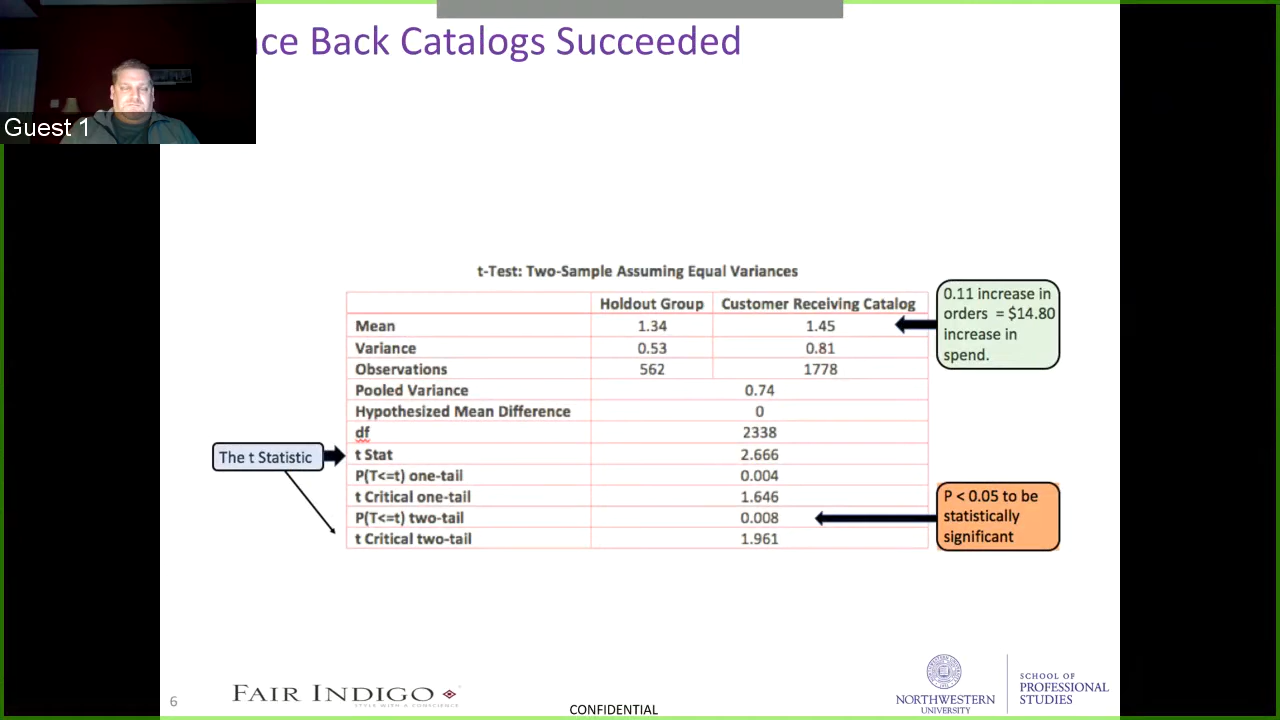 ce Back Catalogs Succeeded
Guest 1
t-Test: Two-Sample Assuming Equal Variances
Holdout Group Customer Receiving Catalog
Mean 1.34 1.45
Variance 0.53 0.81
Observations 562 1778
Pooled Variance 0.74
Hypothesized Mean Difference 0
df 2338
t Stat 2.666
P(T<=t) one-tail 0.004
t Critical one-tail 1.646
P(T<=t) two-tail 0.008
t Critical two-tail 1.961
0.11 increase in
orders = $14.80
increase in
spend.
The t Statistic
P < 0.05 to be
statistically
significant
6
FAIR INDIGO
STYLE WITH A CONSCIENCE
CONFIDENTIAL
NORTHWESTERN
UNIVERSITY
SCHOOL OF
PROFESSIONAL
STUDIES